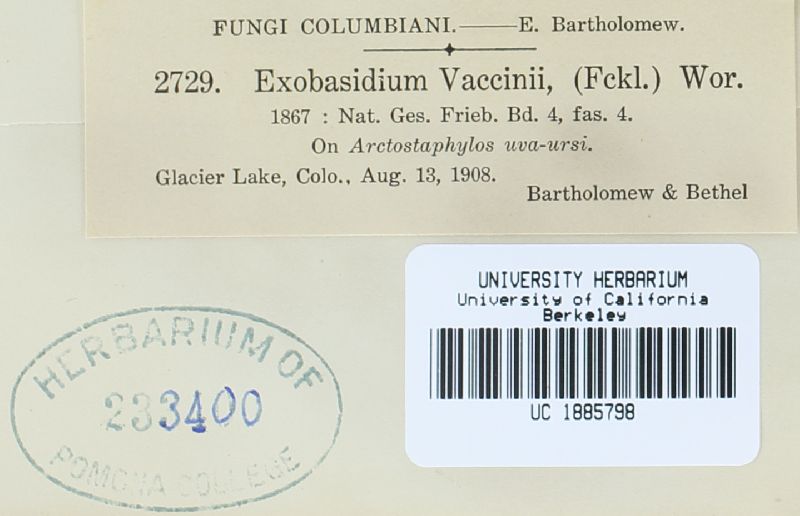 FUNGI COLUMBIANI.——E. Bartholomew.
2729. Exobasidium Vaccinii, (Fckl.) Wor.
1867 : Nat. Ges. Frieb. Bd. 4, fas. 4.
On Arctostaphylos uva-ursi.
Glacier Lake, Colo., Aug. 13, 1908.
Bartholomew & Bethel
UNIVERSITY HERBARIUM
University of California
Berkeley
UC 1885798
HERBARIUM OF
233400
POMONA COLLEGE